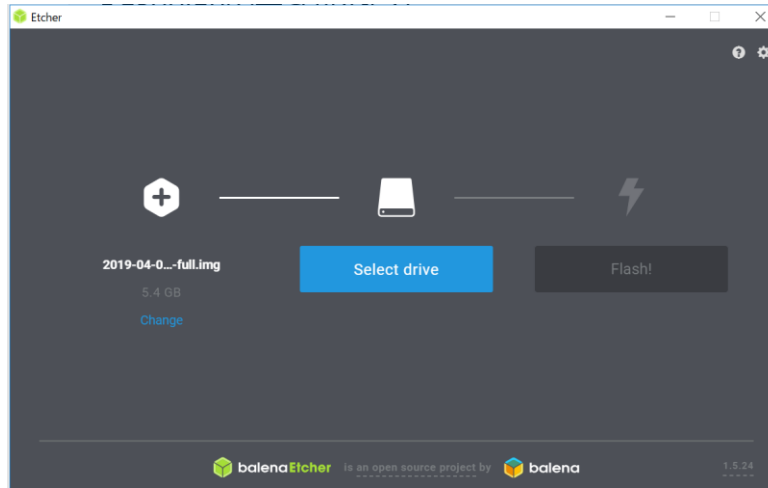 Etcher
2019-04-0...-full.img
5.4 GB
Change
Select drive
Flash!
balenaEtcher is an open source project by balena
1.5.24